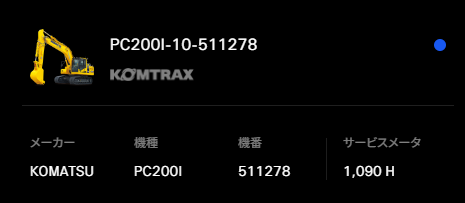 PC200I-10-511278
KOMTRAX
メーカー 機種 機番 サービスメータ
KOMATSU PC200I 511278 1,090 H